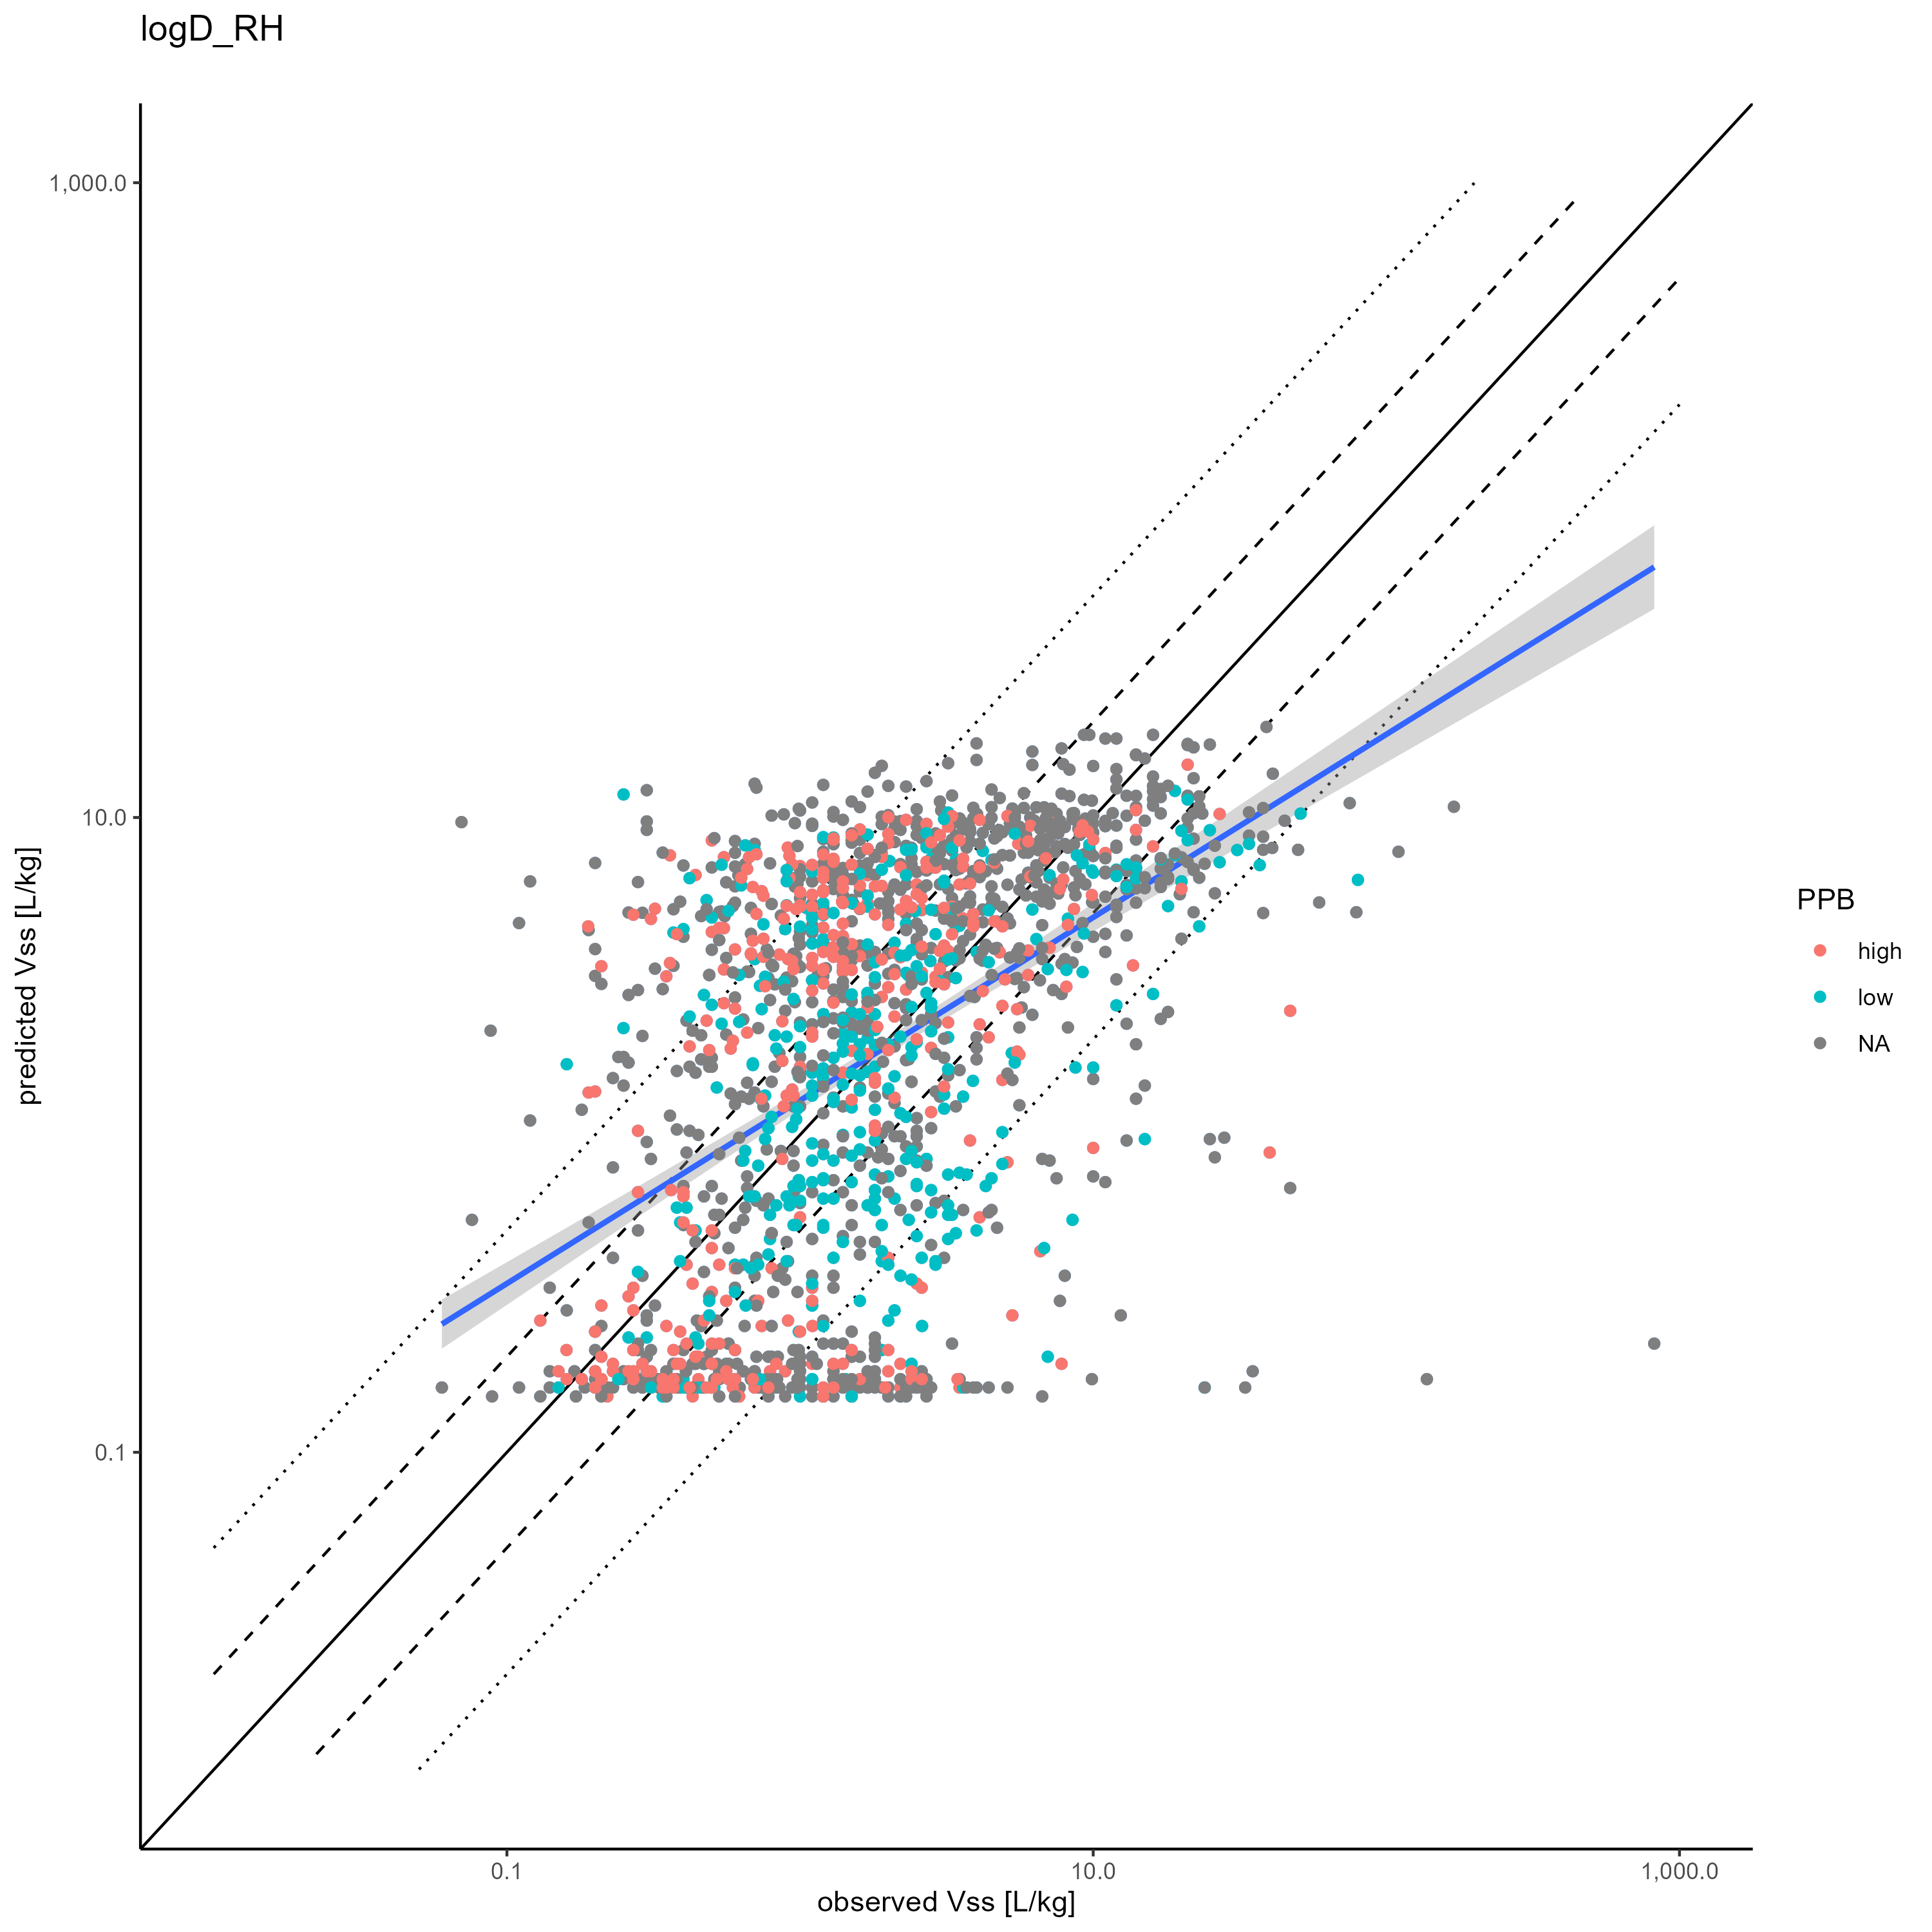 logD_RH
1,000.0
10.0
0.1
predicted Vss [L/kg]
0.1
10.0
1,000.0
observed Vss [L/kg]
PPB
high
low
NA